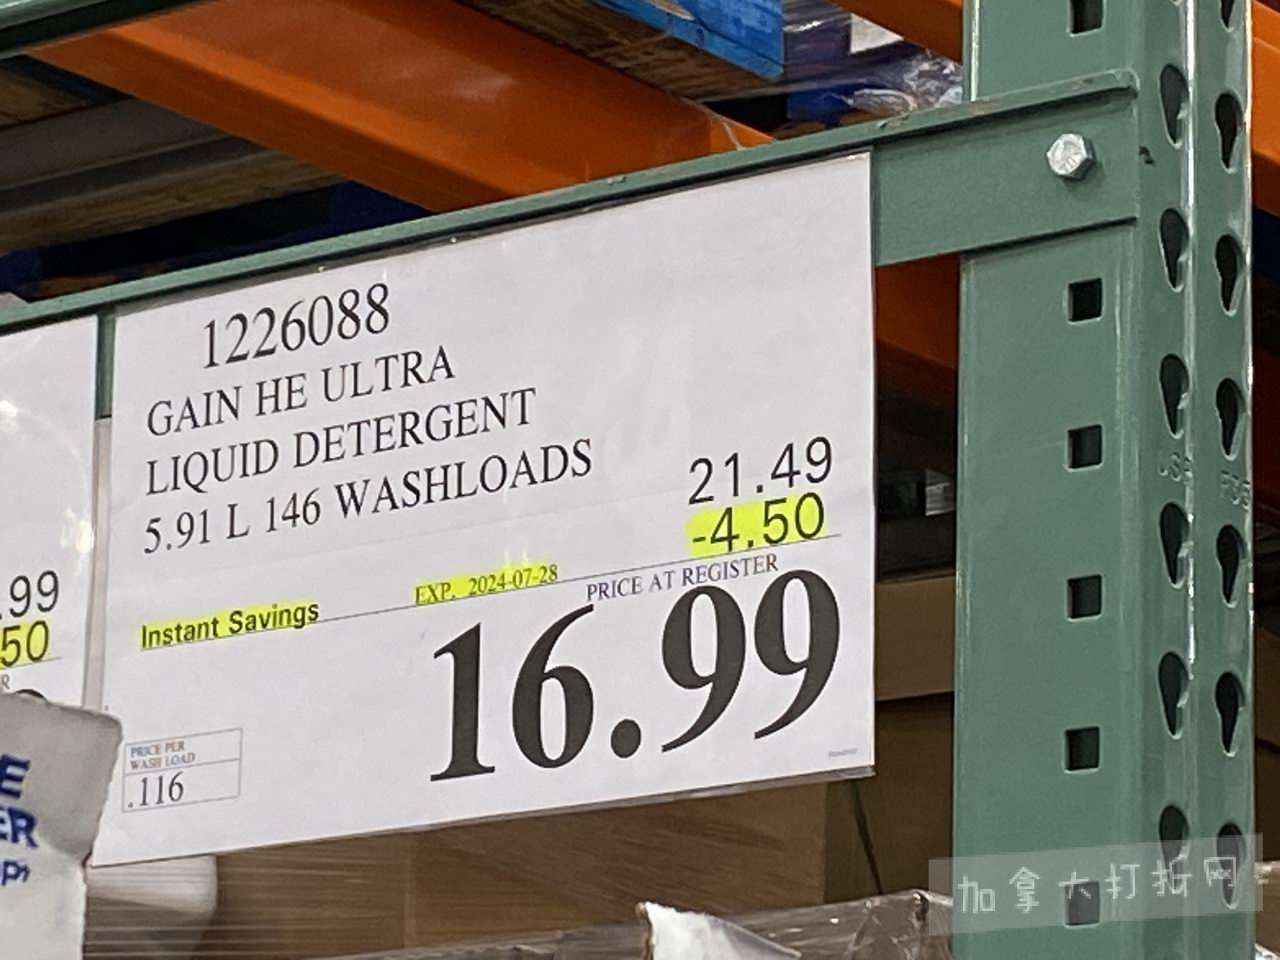 1226088
GAIN HE ULTRA
LIQUID DETERGENT
5.91 L 146 WASHLOADS
21.49
-4.50
EXP. 2024-07-28
PRICE AT REGISTER
Instant Savings
16.99
PRICE PER
WASH LOAD
.116
.99
50
R
E
ER
加拿大打折网